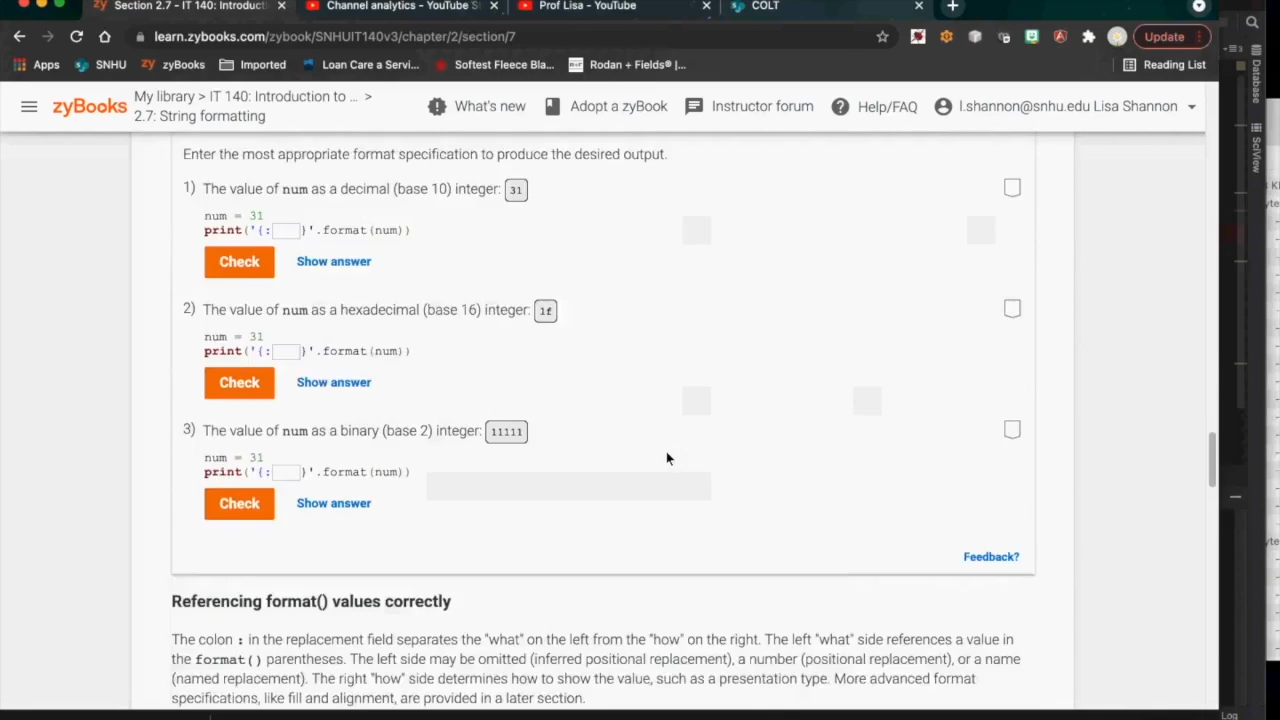 Section 2.7 - IT 140: Introducti
Channel analytics - YouTube S
Prof Lisa - YouTube
COLT
learn.zybooks.com/zybook/SNHUIT140v3/chapter/2/section/7
Update
Apps
SNHU
zyBooks
Imported
Loan Care a Servi...
Softest Fleece Bla...
Rodan + Fields® |...
Reading List
Database
SciView
zyBooks
My library > IT 140: Introduction to ... >
2.7: String formatting
What's new
Adopt a zyBook
Instructor forum
Help/FAQ
l.shannon@snhu.edu Lisa Shannon
Enter the most appropriate format specification to produce the desired output.
1) The value of num as a decimal (base 10) integer: 31
num = 31
print('{: }'.format(num))
Check
Show answer
2) The value of num as a hexadecimal (base 16) integer: 1f
num = 31
print('{: }'.format(num))
Check
Show answer
3) The value of num as a binary (base 2) integer: 11111
num = 31
print('{: }'.format(num))
Check
Show answer
Feedback?
Referencing format() values correctly
The colon : in the replacement field separates the "what" on the left from the "how" on the right. The left "what" side references a value in
the format() parentheses. The left side may be omitted (inferred positional replacement), a number (positional replacement), or a name
(named replacement). The right "how" side determines how to show the value, such as a presentation type. More advanced format
specifications, like fill and alignment, are provided in a later section.
Log